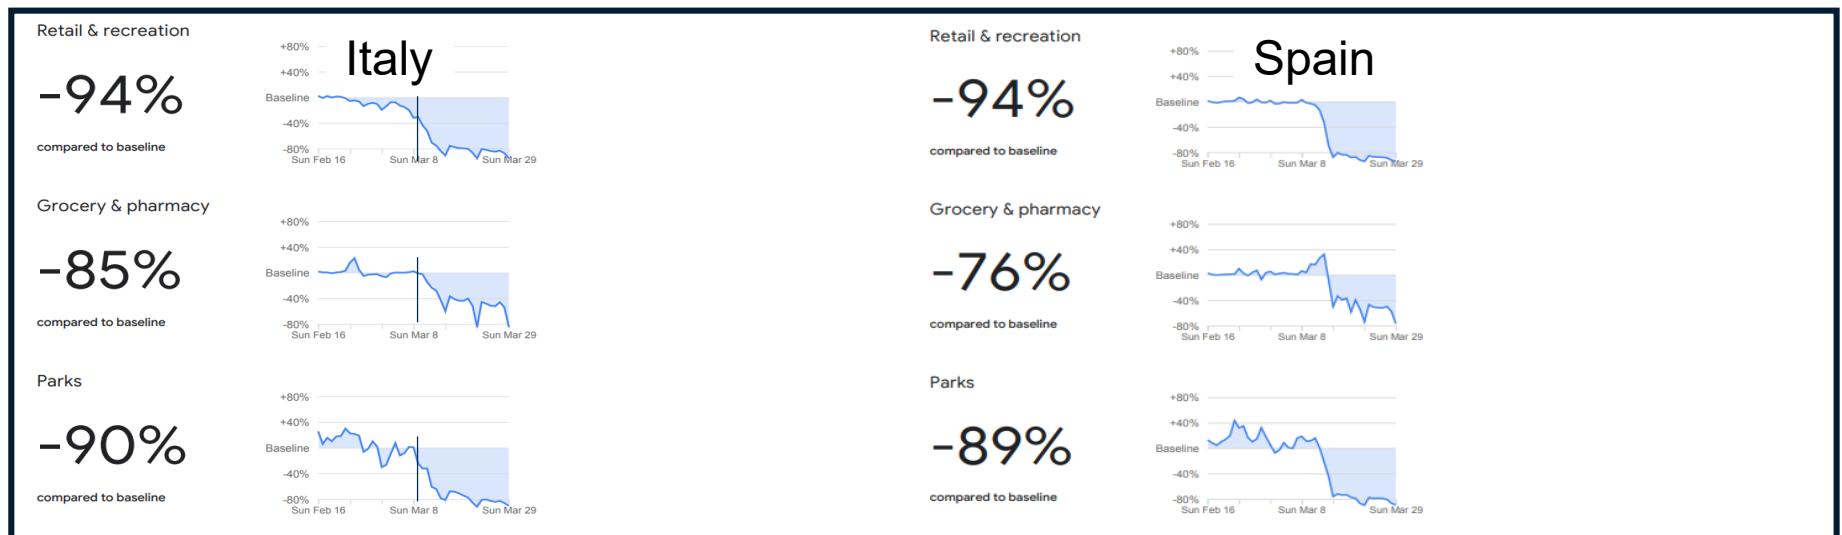 Retail & recreation
-94%
compared to baseline
Italy
+80%
+40%
Baseline
-40%
-80%
Sun Feb 16 Sun Mar 8 Sun Mar 29
Grocery & pharmacy
-85%
compared to baseline
+80%
+40%
Baseline
-40%
-80%
Sun Feb 16 Sun Mar 8 Sun Mar 29
Parks
-90%
compared to baseline
+80%
+40%
Baseline
-40%
-80%
Sun Feb 16 Sun Mar 8 Sun Mar 29
Retail & recreation
-94%
compared to baseline
Spain
+80%
+40%
Baseline
-40%
-80%
Sun Feb 16 Sun Mar 8 Sun Mar 29
Grocery & pharmacy
-76%
compared to baseline
+80%
+40%
Baseline
-40%
-80%
Sun Feb 16 Sun Mar 8 Sun Mar 29
Parks
-89%
compared to baseline
+80%
+40%
Baseline
-40%
-80%
Sun Feb 16 Sun Mar 8 Sun Mar 29